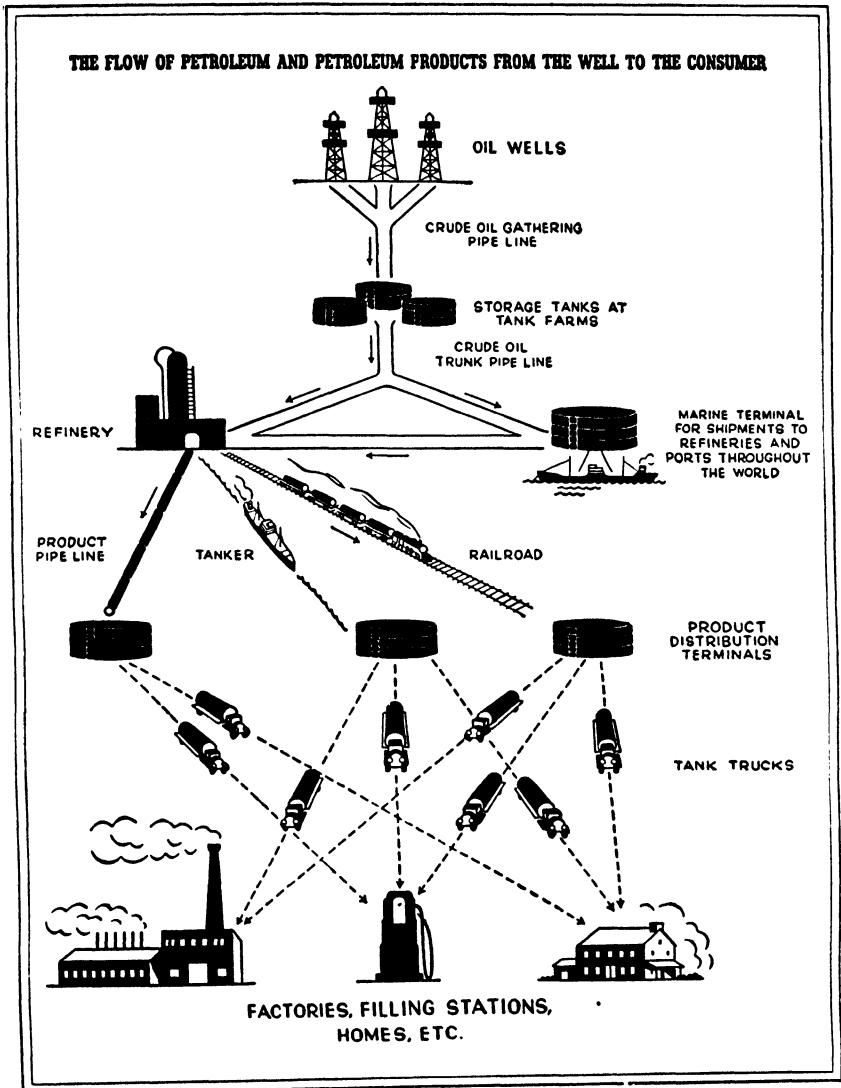 THE FLOW OF PETROLEUM AND PETROLEUM PRODUCTS FROM THE WELL TO THE CONSUMER
OIL WELLS
CRUDE OIL GATHERING
PIPE LINE
STORAGE TANKS AT
TANK FARMS
CRUDE OIL
TRUNK PIPE LINE
REFINERY
MARINE TERMINAL
FOR SHIPMENTS TO
REFINERIES AND
PORTS THROUGHOUT
THE WORLD
PRODUCT
PIPE LINE
TANKER
RAILROAD
PRODUCT
DISTRIBUTION
TERMINALS
TANK TRUCKS
FACTORIES, FILLING STATIONS,
HOMES, ETC.